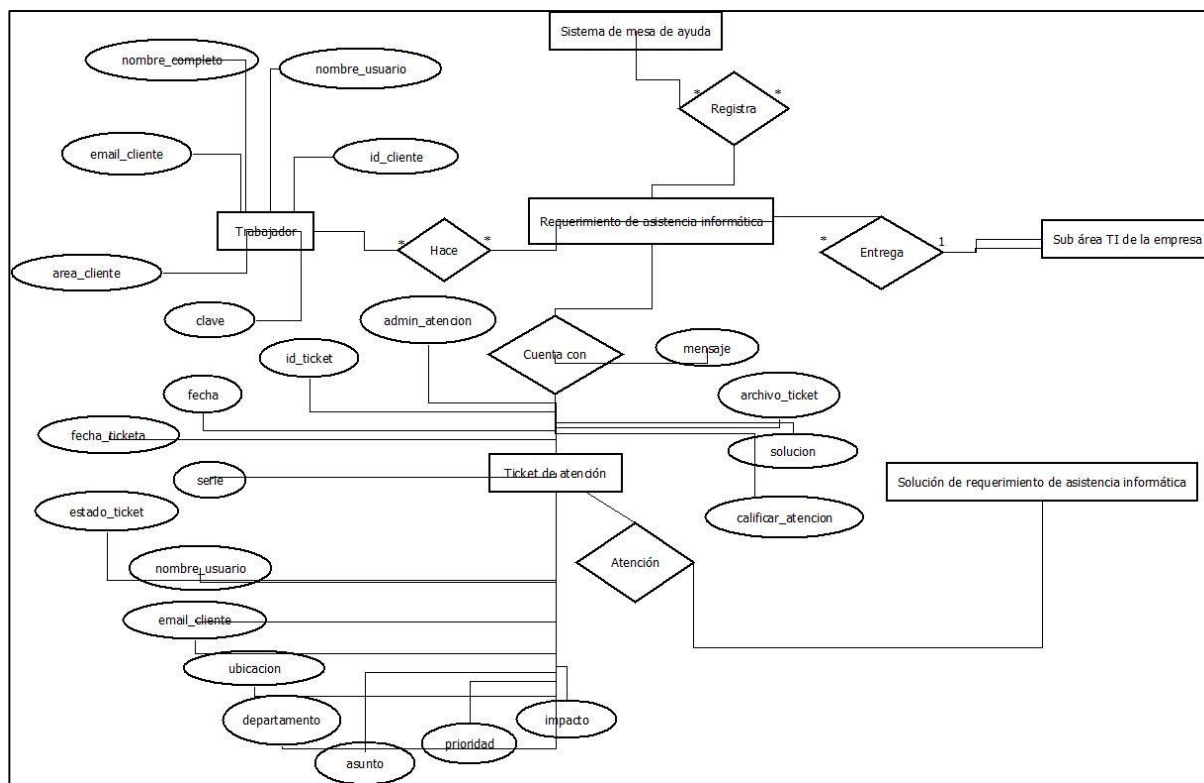 Sistema de mesa de ayuda
nombre_completo
nombre_usuario
* Registra *
email_cliente
id_cliente
Requerimiento de asistencia informática
Trabajador
* Hace *
* Entrega 1
Sub área TI de la empresa
area_cliente
clave
admin_atencion
id_ticket
Cuenta con
mensaje
fecha
archivo_ticket
fecha_ticketa
solucion
serie
Ticket de atención
Solución de requerimiento de asistencia informática
estado_ticket
calificar_atencion
nombre_usuario
Atención
email_cliente
ubicacion
departamento
impacto
prioridad
asunto